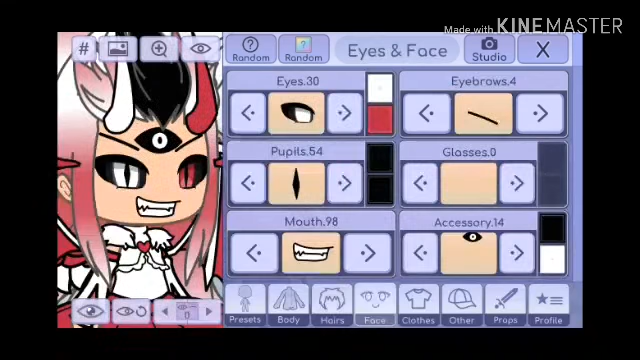 Made with KINEMASTER
#
?
Random
?
Random
Eyes & Face
Studio
X
Eyes.30
Eyebrows.4
Pupils.54
Glasses.0
Mouth.98
Accessory.14
0
Presets
Body
Hairs
Face
Clothes
Other
Props
Profile